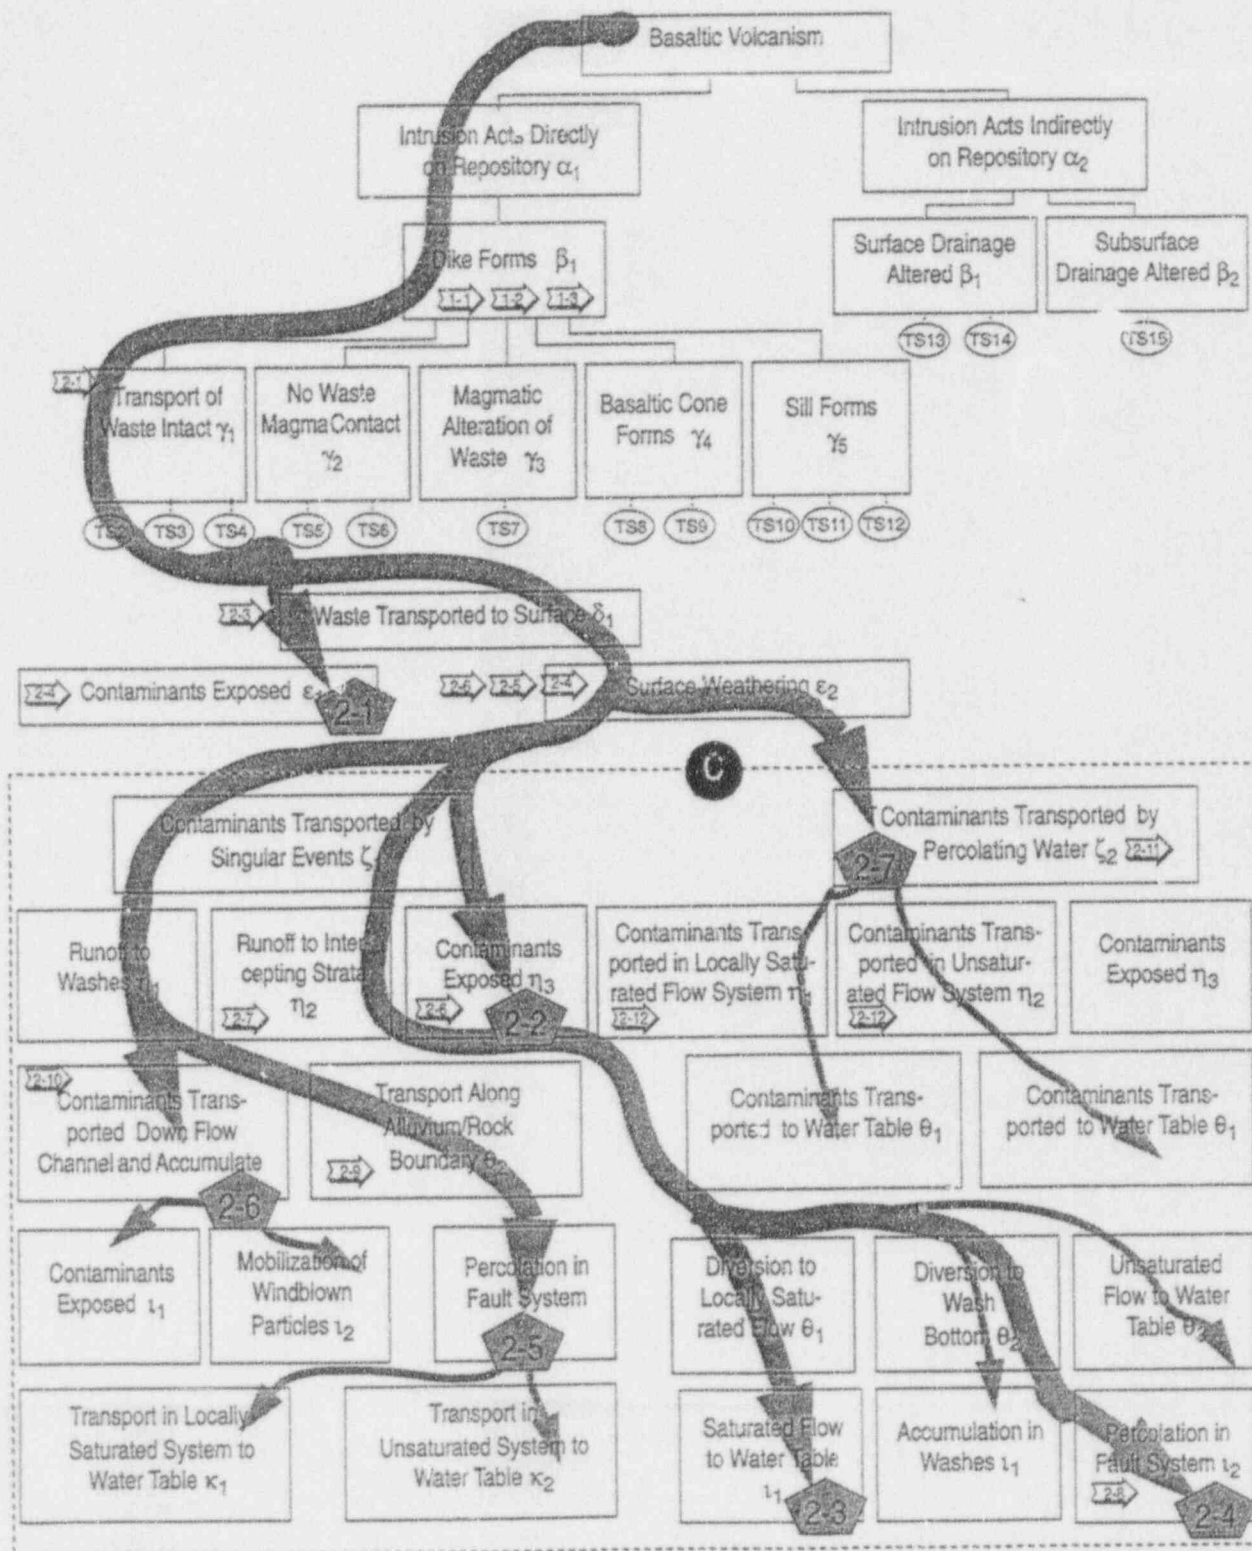 Basaltic Volcanism
Intrusion Acts Directly
on Repository α1
Intrusion Acts Indirectly
on Repository α2
Dike Forms β1
1-1 1-2 1-3
Surface Drainage
Altered β1
Subsurface
Drainage Altered β2
TS13 TS14 TS15
2-1
Transport of
Waste Intact γ1
No Waste
Magma Contact
γ2
Magmatic
Alteration of
Waste γ3
Basaltic Cone
Forms γ4
Sill Forms
γ5
TS2 TS3 TS4 TS5 TS6 TS7 TS8 TS9 TS10 TS11 TS12
2-3
Waste Transported to Surface δ1
2-4 Contaminants Exposed ε1
2-1
2-6 2-5 2-4 Surface Weathering ε2
C
Contaminants Transported by
Singular Events ζ
Contaminants Transported by
Percolating Water ζ2 2-11
2-7
Runoff to
Washes η1
Runoff to Inter
cepting Strata
η2
2-7
Contaminants
Exposed η3
2-6
2-2
Contaminants Trans-
ported in Locally Satu-
rated Flow System η1
2-12
Contaminants Trans-
ported in Unsatur-
ated Flow System η2
2-12
Contaminants
Exposed η3
2-10
Contaminants Trans-
ported Down Flow
Channel and Accumulate
2-6
Transport Along
Alluvium/Rock
Boundary θ2
2-9
Contaminants Trans-
ported to Water Table θ1
Contaminants Trans-
ported to Water Table θ1
Contaminants
Exposed ι1
Mobilization of
Windblown
Particles ι2
Percolation in
Fault System
2-5
Diversion to
Locally Satu-
rated Flow θ1
Diversion to
Wash
Bottom θ2
Unsaturated
Flow to Water
Table θ3
Transport in Locally
Saturated System to
Water Table κ1
Transport in
Unsaturated System to
Water Table κ2
Saturated Flow
to Water Table
ι1
2-3
Accumulation in
Washes ι1
Percolation in
Fault System ι2
2-8
2-4